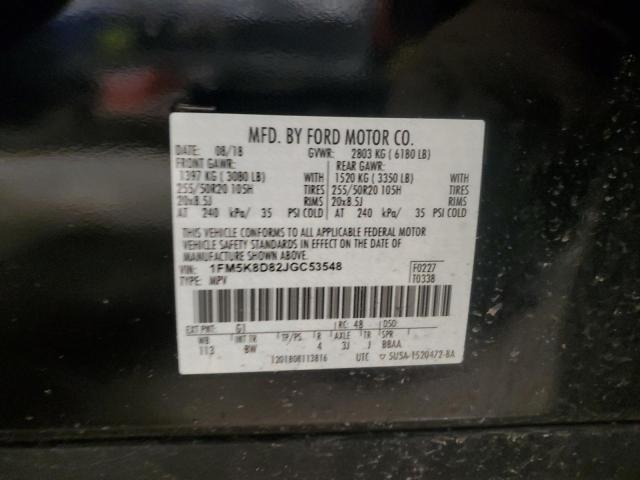 MFD. BY FORD MOTOR CO.
DATE: 08/18 GVWR: 2803 KG ( 6180 LB)
FRONT GAWR: REAR GAWR:
1397 KG ( 3080 LB) WITH 1520 KG ( 3350 LB) WITH
255/50R20 105H TIRES 255/50R20 105H TIRES
20x8.5J RIMS 20x8.5J RIMS
AT 240 kPa/ 35 PSI COLD AT 240 kPa/ 35 PSI COLD
THIS VEHICLE CONFORMS TO ALL APPLICABLE FEDERAL MOTOR
VEHICLE SAFETY STANDARDS IN EFFECT ON THE DATE OF
MANUFACTURE SHOWN ABOVE.
VIN: 1FM5K8D82JGC53548 F0227
TYPE: MPV T0338
EXT PNT: G1 RC: 48 DSO:
WB INT TR TP/PS R AXLE TR SPR
113 BW 4 3J J BBAA
1201808113816 UTC ▽ 5U5A-1520472-BA